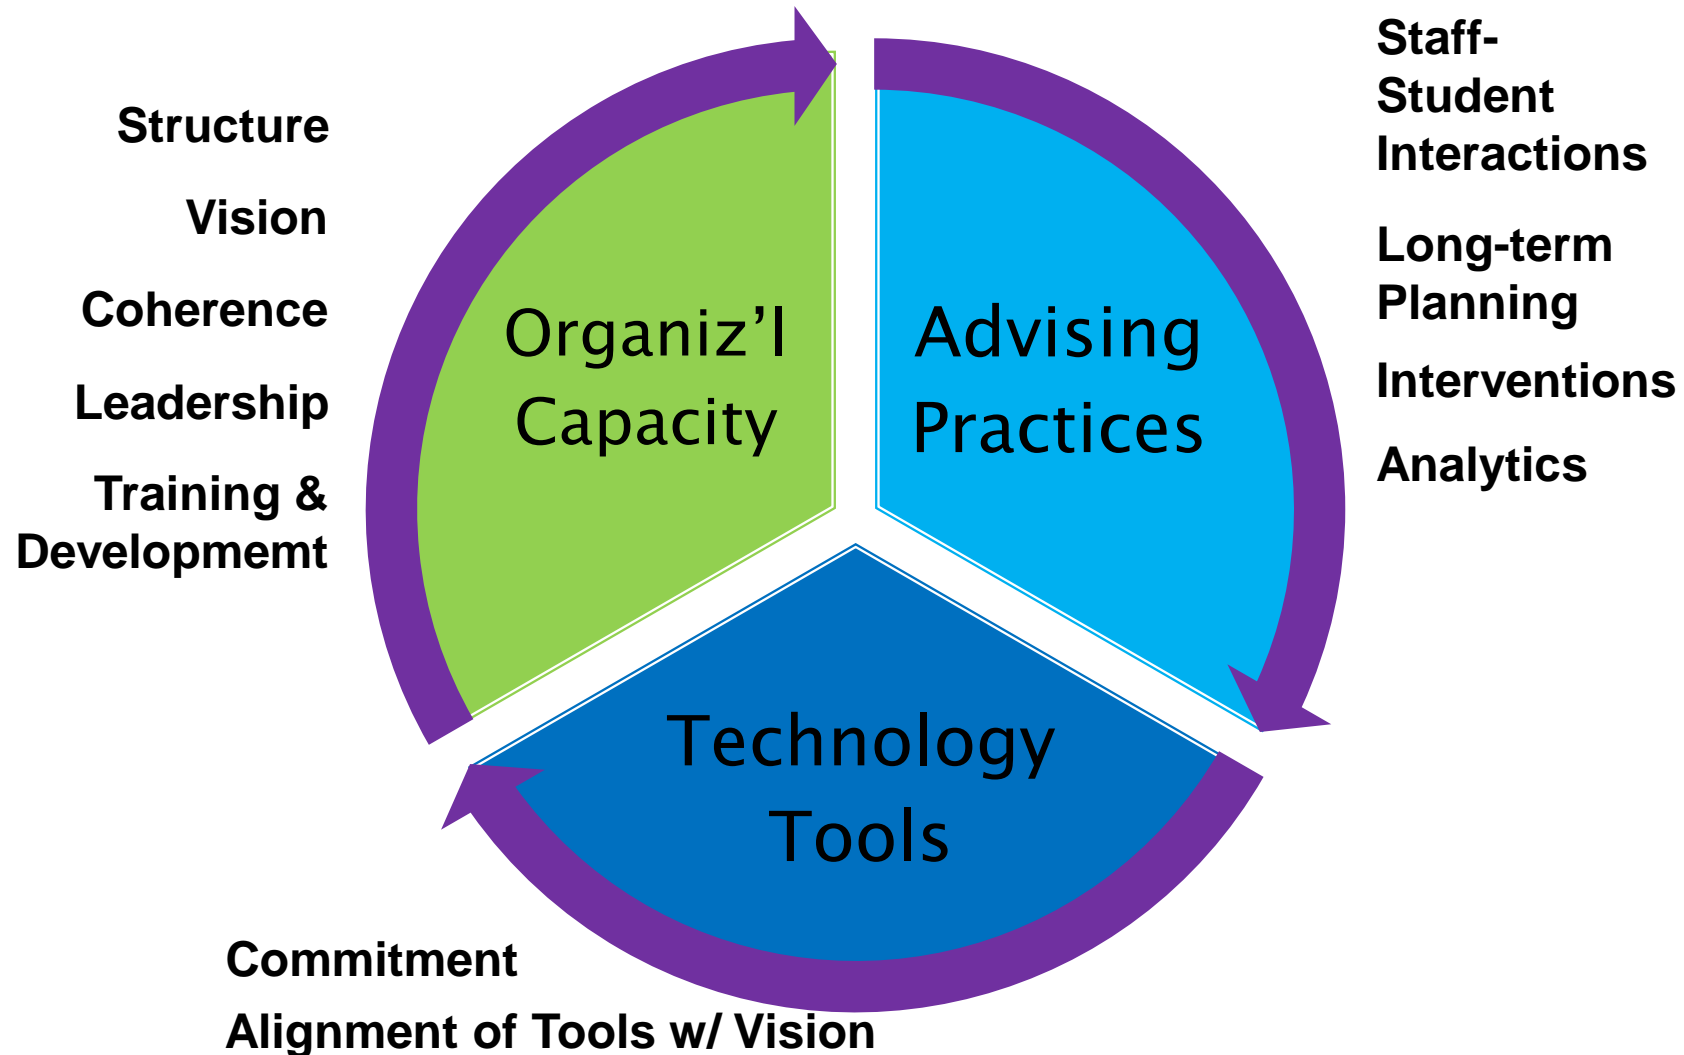 Structure
Vision
Coherence
Leadership
Training &
Developmemt
Organiz’l
Capacity
Advising
Practices
Staff-
Student
Interactions
Long-term
Planning
Interventions
Analytics
Technology
Tools
Commitment
Alignment of Tools w/ Vision